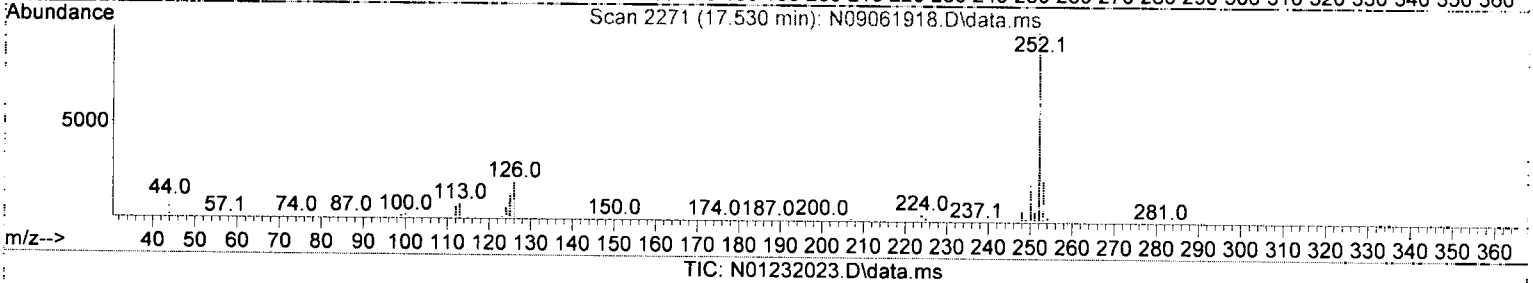 Abundance
Scan 2271 (17.530 min): N09061918.D\data.ms
252.1
5000
126.0
44.0 57.1 74.0 87.0 100.0 113.0 150.0 174.0 187.0 200.0 224.0 237.1 281.0
m/z--> 40 50 60 70 80 90 100 110 120 130 140 150 160 170 180 190 200 210 220 230 240 250 260 270 280 290 300 310 320 330 340 350 360
TIC: N01232023.D\data.ms